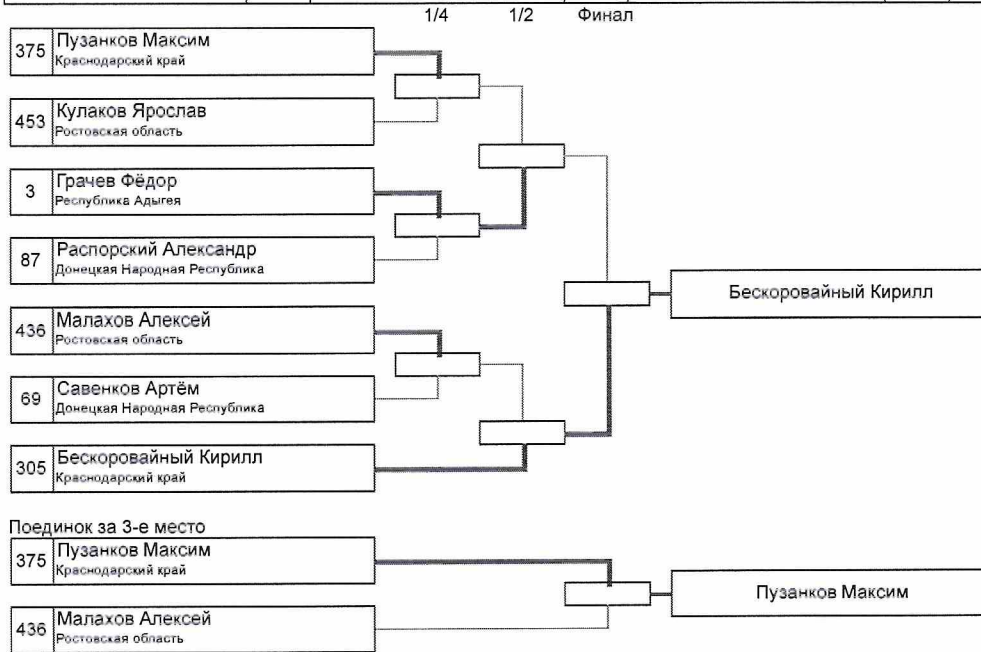 1/4 1/2 Финал
375 Пузанков Максим
Краснодарский край
453 Кулаков Ярослав
Ростовская область
3 Грачев Фёдор
Республика Адыгея
87 Распорский Александр
Донецкая Народная Республика
436 Малахов Алексей
Ростовская область
69 Савенков Артём
Донецкая Народная Республика
305 Бескоровайный Кирилл
Краснодарский край
Бескоровайный Кирилл
Поединок за 3-е место
375 Пузанков Максим
Краснодарский край
436 Малахов Алексей
Ростовская область
Пузанков Максим